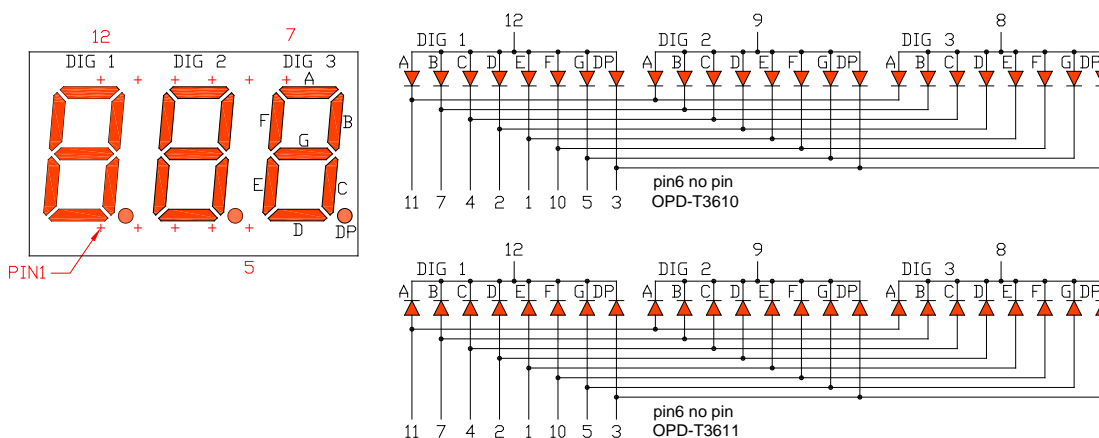 12 7
DIG 1 DIG 2 DIG 3
A
F B
G
E C
D DP
PIN1
5
12 9 8
DIG 1 DIG 2 DIG 3
A B C D E F G DP A B C D E F G DP A B C D E F G DP
11 7 4 2 1 10 5 3
pin6 no pin
OPD-T3610
12 9 8
DIG 1 DIG 2 DIG 3
A B C D E F G DP A B C D E F G DP A B C D E F G DP
11 7 4 2 1 10 5 3
pin6 no pin
OPD-T3611